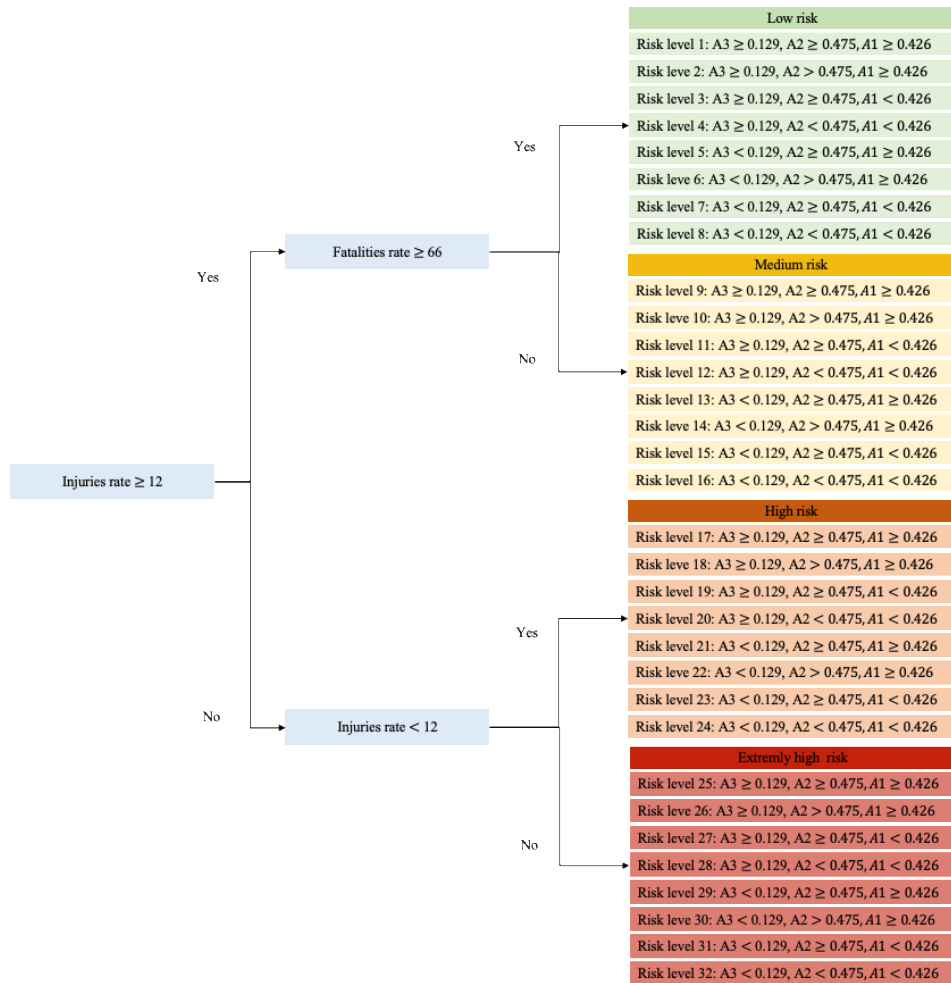 Low risk
Risk level 1: A3 ≥ 0.129, A2 ≥ 0.475, A1 ≥ 0.426
Risk leve 2: A3 ≥ 0.129, A2 > 0.475, A1 ≥ 0.426
Risk level 3: A3 ≥ 0.129, A2 ≥ 0.475, A1 < 0.426
Risk level 4: A3 ≥ 0.129, A2 < 0.475, A1 < 0.426
Risk level 5: A3 < 0.129, A2 ≥ 0.475, A1 ≥ 0.426
Risk leve 6: A3 < 0.129, A2 > 0.475, A1 ≥ 0.426
Risk level 7: A3 < 0.129, A2 ≥ 0.475, A1 < 0.426
Risk level 8: A3 < 0.129, A2 < 0.475, A1 < 0.426
Yes
Fatalities rate ≥ 66
Yes
Medium risk
Risk level 9: A3 ≥ 0.129, A2 ≥ 0.475, A1 ≥ 0.426
Risk leve 10: A3 ≥ 0.129, A2 > 0.475, A1 ≥ 0.426
Risk level 11: A3 ≥ 0.129, A2 ≥ 0.475, A1 < 0.426
Risk level 12: A3 ≥ 0.129, A2 < 0.475, A1 < 0.426
Risk level 13: A3 < 0.129, A2 ≥ 0.475, A1 ≥ 0.426
Risk leve 14: A3 < 0.129, A2 > 0.475, A1 ≥ 0.426
Risk level 15: A3 < 0.129, A2 ≥ 0.475, A1 < 0.426
Risk level 16: A3 < 0.129, A2 < 0.475, A1 < 0.426
No
Injuries rate ≥ 12
High risk
Risk level 17: A3 ≥ 0.129, A2 ≥ 0.475, A1 ≥ 0.426
Risk leve 18: A3 ≥ 0.129, A2 > 0.475, A1 ≥ 0.426
Risk level 19: A3 ≥ 0.129, A2 ≥ 0.475, A1 < 0.426
Risk level 20: A3 ≥ 0.129, A2 < 0.475, A1 < 0.426
Risk level 21: A3 < 0.129, A2 ≥ 0.475, A1 ≥ 0.426
Risk leve 22: A3 < 0.129, A2 > 0.475, A1 ≥ 0.426
Risk level 23: A3 < 0.129, A2 ≥ 0.475, A1 < 0.426
Risk level 24: A3 < 0.129, A2 < 0.475, A1 < 0.426
Yes
No
Injuries rate < 12
Extremly high risk
Risk level 25: A3 ≥ 0.129, A2 ≥ 0.475, A1 ≥ 0.426
Risk leve 26: A3 ≥ 0.129, A2 > 0.475, A1 ≥ 0.426
Risk level 27: A3 ≥ 0.129, A2 ≥ 0.475, A1 < 0.426
Risk level 28: A3 ≥ 0.129, A2 < 0.475, A1 < 0.426
Risk level 29: A3 < 0.129, A2 ≥ 0.475, A1 ≥ 0.426
Risk leve 30: A3 < 0.129, A2 > 0.475, A1 ≥ 0.426
Risk level 31: A3 < 0.129, A2 ≥ 0.475, A1 < 0.426
Risk level 32: A3 < 0.129, A2 < 0.475, A1 < 0.426
No